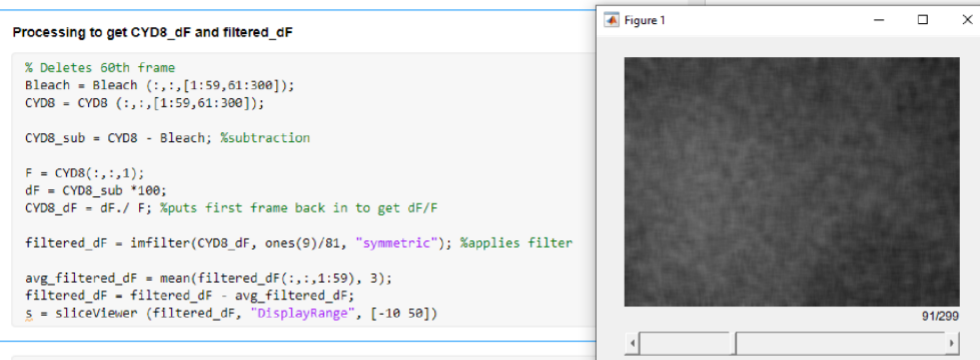 Processing to get CYD8_dF and filtered_dF
% Deletes 60th frame
Bleach = Bleach (:,:,[1:59,61:300]);
CYD8 = CYD8 (:,:,[1:59,61:300]);
CYD8_sub = CYD8 - Bleach; %subtraction
F = CYD8(:,:,1);
dF = CYD8_sub *100;
CYD8_dF = dF./ F; %puts first frame back in to get dF/F
filtered_dF = imfilter(CYD8_dF, ones(9)/81, "symmetric"); %applies filter
avg_filtered_dF = mean(filtered_dF(:,:,1:59), 3);
filtered_dF = filtered_dF - avg_filtered_dF;
s = sliceViewer (filtered_dF, "DisplayRange", [-10 50])
Figure 1
91/299